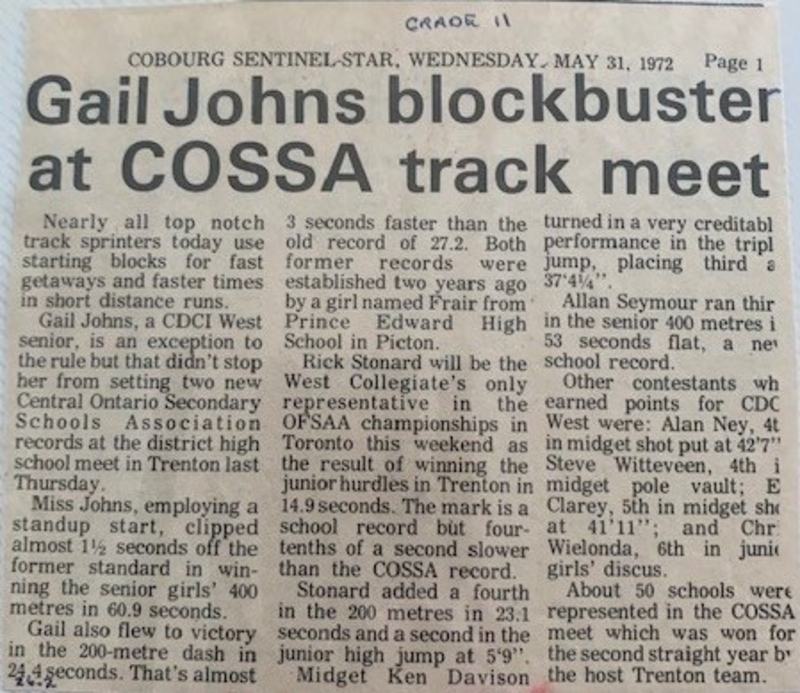 GRADE 11
COBOURG SENTINEL-STAR, WEDNESDAY, MAY 31, 1972 Page 1
Gail Johns blockbuster
at COSSA track meet
Nearly all top notch
track sprinters today use
starting blocks for fast
getaways and faster times
in short distance runs.
Gail Johns, a CDCI West
senior, is an exception to
the rule but that didn't stop
her from setting two new
Central Ontario Secondary
Schools Association
records at the district high
school meet in Trenton last
Thursday.
Miss Johns, employing a
standup start, clipped
almost 1½ seconds off the
former standard in win-
ning the senior girls' 400
metres in 60.9 seconds.
Gail also flew to victory
in the 200-metre dash in
seconds. That's almost
3 seconds faster than the
old record of 27.2. Both
former records were
established two years ago
by a girl named Frair from
Prince Edward High
School in Picton.
Rick Stonard will be the
West Collegiate's only
representative in the
OFSAA championships in
Toronto this weekend as
the result of winning the
junior hurdles in Trenton in
14.9 seconds. The mark is a
school record but four-
tenths of a second slower
than the COSSA record.
Stonard added a fourth
in the 200 metres in 23.1
seconds and a second in the
junior high jump at 5'9".
Midget Ken Davison
turned in a very creditabl
performance in the tripl
jump, placing third a
37'4¼".
Allan Seymour ran thir
in the senior 400 metres i
53 seconds flat, a ne
school record.
Other contestants wh
earned points for CDC
West were: Alan Ney, 4t
in midget shot put at 42'7"
Steve Witteveen, 4th i
midget pole vault; E
Clarey, 5th in midget sh
at 41'11"; and Chr
Wielonda, 6th in juni
girls' discus.
About 50 schools were
represented in the COSSA
meet which was won for
the second straight year b
the host Trenton team.